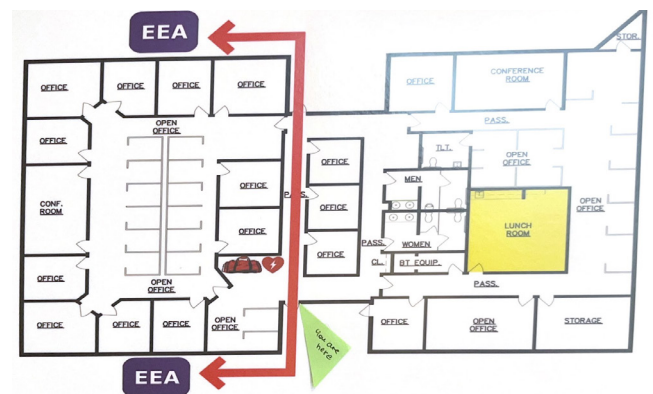 EEA
STOR.
OFFICE
OFFICE
OFFICE
OFFICE
OFFICE
CONFERENCE
ROOM
OPEN
OFFICE
PASS.
OFFICE
TLT.
OPEN
OFFICE
OFFICE
MEN
OFFICE
PASS.
CONF.
ROOM
OFFICE
OPEN
OFFICE
LUNCH
ROOM
OFFICE
PASS.
WOMEN
OFFICE
CL.
BT EQUIP.
OFFICE
OPEN
OFFICE
PASS.
OFFICE
OFFICE
OFFICE
OPEN
OFFICE
OFFICE
OPEN
OFFICE
STORAGE
you are
here
EEA